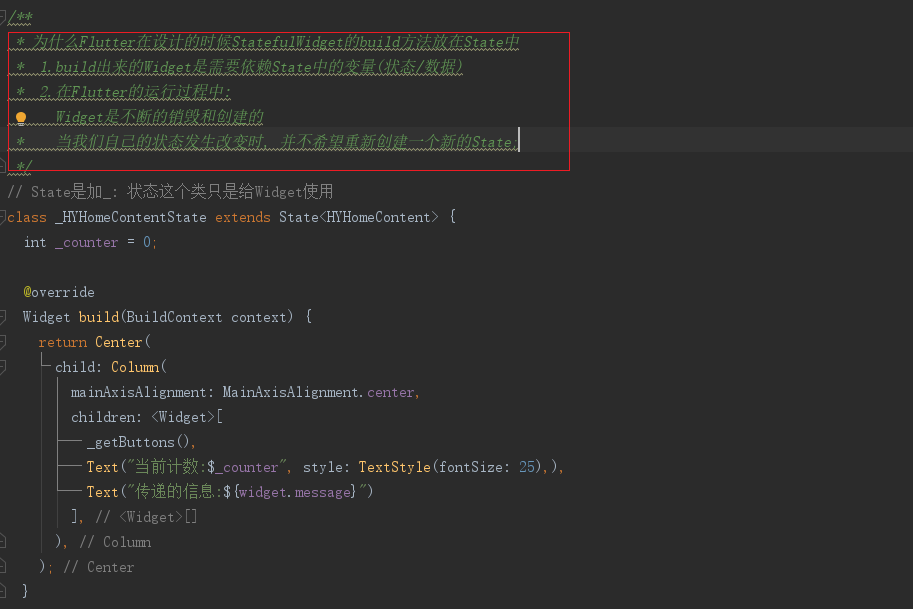 /**
 * 为什么Flutter在设计的时候StatefulWidget的build方法放在State中
 *  1.build出来的Widget是需要依赖State中的变量(状态/数据)
 *  2.在Flutter的运行过程中:
      Widget是不断的销毁和创建的
 *    当我们自己的状态发生改变时, 并不希望重新创建一个新的State.
 */
// State是加_: 状态这个类只是给Widget使用
class _HYHomeContentState extends State<HYHomeContent> {
  int _counter = 0;
  @override
  Widget build(BuildContext context) {
    return Center(
      child: Column(
        mainAxisAlignment: MainAxisAlignment.center,
        children: <Widget>[
          _getButtons(),
          Text("当前计数:$_counter", style: TextStyle(fontSize: 25),),
          Text("传递的信息:${widget.message}")
        ], // <Widget>[]
      ), // Column
    ); // Center
  }